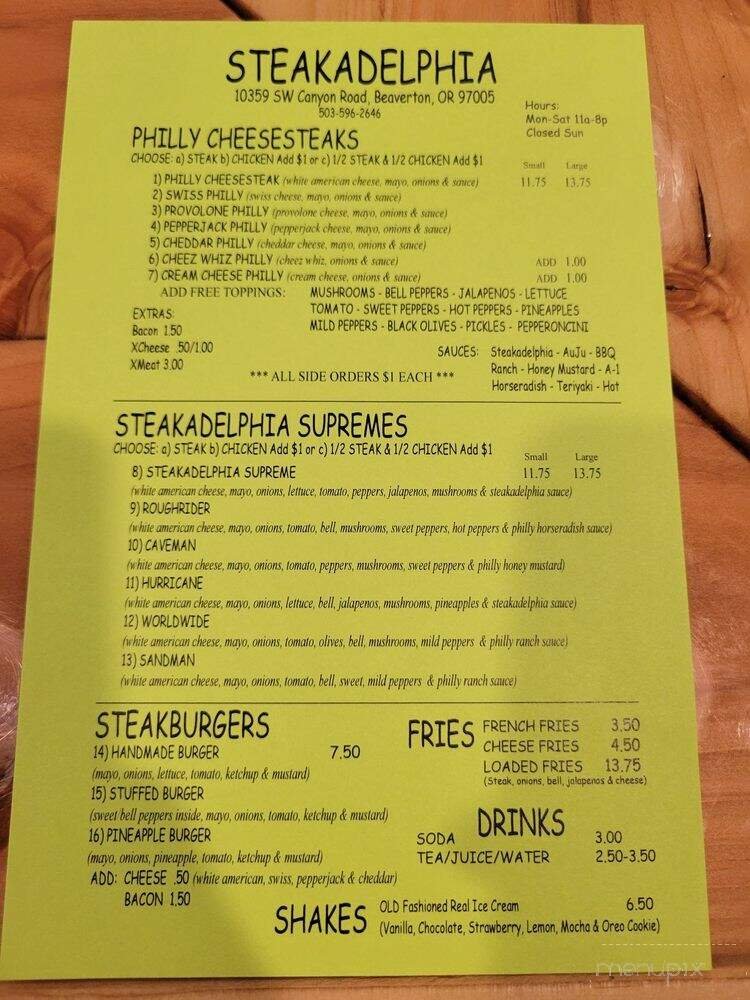 STEAKADELPHIA
10359 SW Canyon Road, Beaverton, OR 97005
503-596-2646
Hours:
Mon-Sat 11a-8p
Closed Sun
PHILLY CHEESESTEAKS
CHOOSE: a) STEAK b) CHICKEN Add $1 or c) 1/2 STEAK & 1/2 CHICKEN Add $1
Small Large
1) PHILLY CHEESESTEAK (white american cheese, mayo, onions & sauce) 11.75 13.75
2) SWISS PHILLY (swiss cheese, mayo, onions & sauce)
3) PROVOLONE PHILLY (provolone cheese, mayo, onions & sauce)
4) PEPPERJACK PHILLY (pepperjack cheese, mayo, onions & sauce)
5) CHEDDAR PHILLY (cheddar cheese, mayo, onions & sauce)
6) CHEEZ WHIZ PHILLY (cheez whiz, onions & sauce) ADD 1.00
7) CREAM CHEESE PHILLY (cream cheese, onions & sauce) ADD 1.00
ADD FREE TOPPINGS: MUSHROOMS - BELL PEPPERS - JALAPENOS - LETTUCE
TOMATO - SWEET PEPPERS - HOT PEPPERS - PINEAPPLES
MILD PEPPERS - BLACK OLIVES - PICKLES - PEPPERONCINI
EXTRAS:
Bacon 1.50
XCheese .50/1.00
XMeat 3.00
SAUCES: Steakadelphia - AuJu - BBQ
Ranch - Honey Mustard - A-1
Horseradish - Teriyaki - Hot
*** ALL SIDE ORDERS $1 EACH ***
STEAKADELPHIA SUPREMES
CHOOSE: a) STEAK b) CHICKEN Add $1 or c) 1/2 STEAK & 1/2 CHICKEN Add $1
Small Large
8) STEAKADELPHIA SUPREME 11.75 13.75
(white american cheese, mayo, onions, lettuce, tomato, peppers, jalapenos, mushrooms & steakadelphia sauce)
9) ROUGHRIDER
(white american cheese, mayo, onions, tomato, bell, mushrooms, sweet peppers, hot peppers & philly horseradish sauce)
10) CAVEMAN
(white american cheese, mayo, onions, tomato, peppers, mushrooms, sweet peppers & philly honey mustard)
11) HURRICANE
(white american cheese, mayo, onions, lettuce, bell, jalapenos, mushrooms, pineapples & steakadelphia sauce)
12) WORLDWIDE
(white american cheese, mayo, onions, tomato, olives, bell, mushrooms, mild peppers & philly ranch sauce)
13) SANDMAN
(white american cheese, mayo, onions, tomato, bell, sweet, mild peppers & philly ranch sauce)
STEAKBURGERS
14) HANDMADE BURGER 7.50
(mayo, onions, lettuce, tomato, ketchup & mustard)
15) STUFFED BURGER
(sweet bell peppers inside, mayo, onions, tomato, ketchup & mustard)
16) PINEAPPLE BURGER
(mayo, onions, pineapple, tomato, ketchup & mustard)
ADD: CHEESE .50 (white american, swiss, pepperjack & cheddar)
BACON 1.50
FRIES
FRENCH FRIES 3.50
CHEESE FRIES 4.50
LOADED FRIES 13.75
(Steak, onions, bell, jalapenos & cheese)
DRINKS
SODA 3.00
TEA/JUICE/WATER 2.50-3.50
SHAKES
OLD Fashioned Real Ice Cream 6.50
(Vanilla, Chocolate, Strawberry, Lemon, Mocha & Oreo Cookie)
menupix